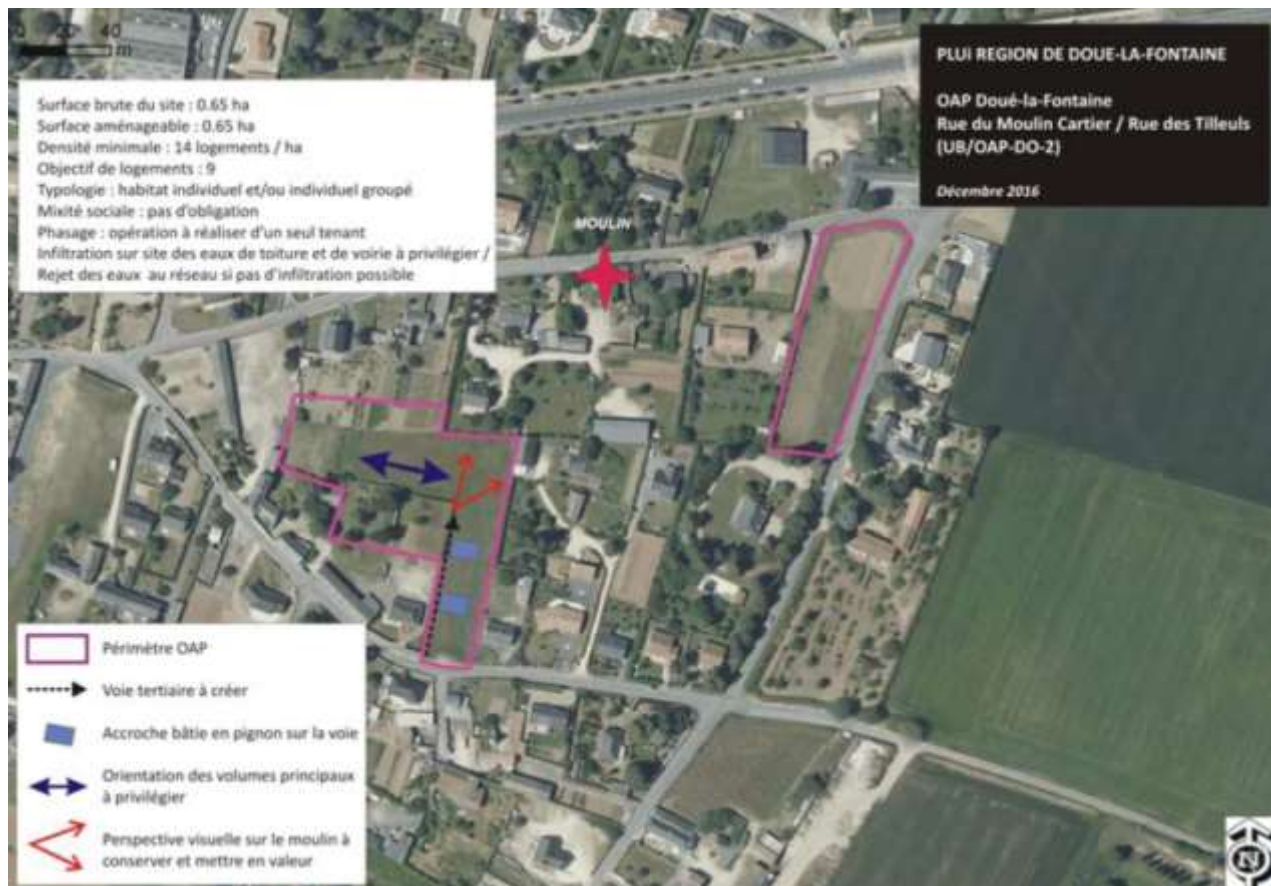 20 40
m
Surface brute du site : 0.65 ha
Surface aménageable : 0.65 ha
Densité minimale : 14 logements / ha
Objectif de logements : 9
Typologie : habitat individuel et/ou individuel groupé
Mixité sociale : pas d'obligation
Phasage : opération à réaliser d'un seul tenant
Infiltration sur site des eaux de toiture et de voirie à privilégier /
Rejet des eaux au réseau si pas d'infiltration possible
PLUI REGION DE DOUE-LA-FONTAINE
OAP Doué-la-Fontaine
Rue du Moulin Cartier / Rue des Tilleuls
(UB/OAP-DO-2)
Décembre 2016
MOULIN
Périmètre OAP
Voie tertiaire à créer
Accroche bâtie en pignon sur la voie
Orientation des volumes principaux
à privilégier
Perspective visuelle sur le moulin à
conserver et mettre en valeur
N